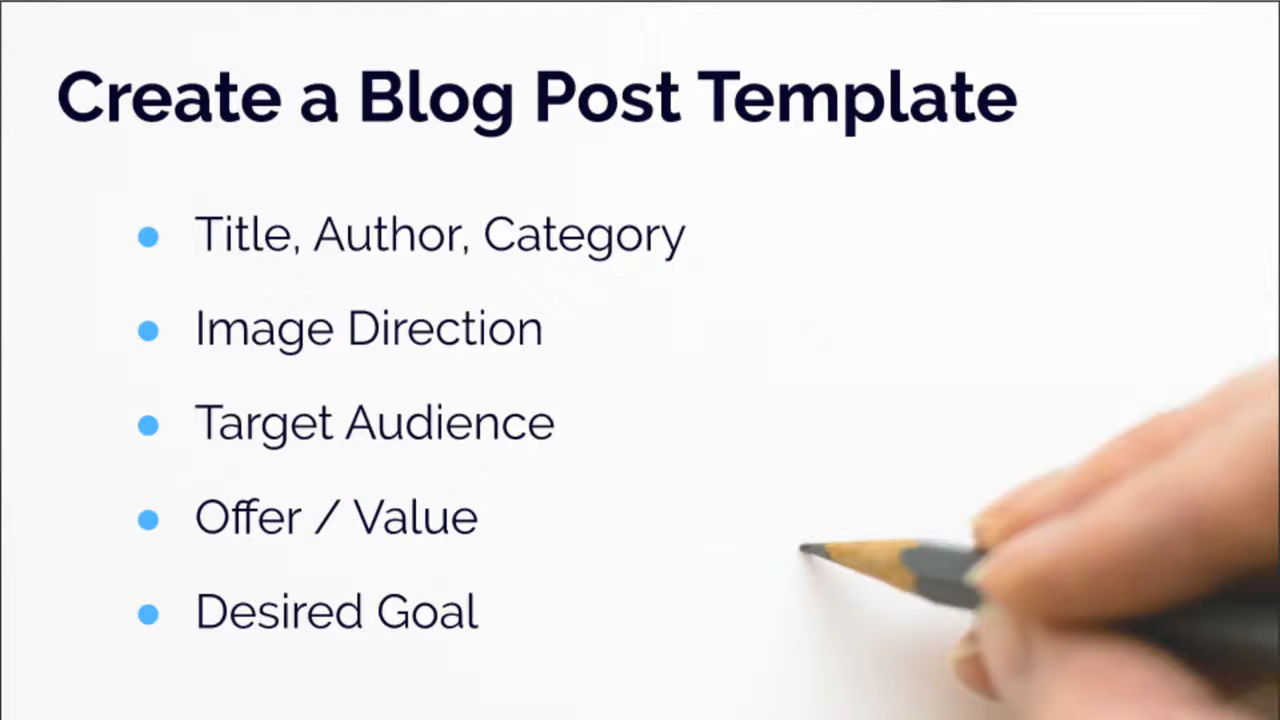 Create a Blog Post Template
Title, Author, Category
Image Direction
Target Audience
Offer / Value
Desired Goal